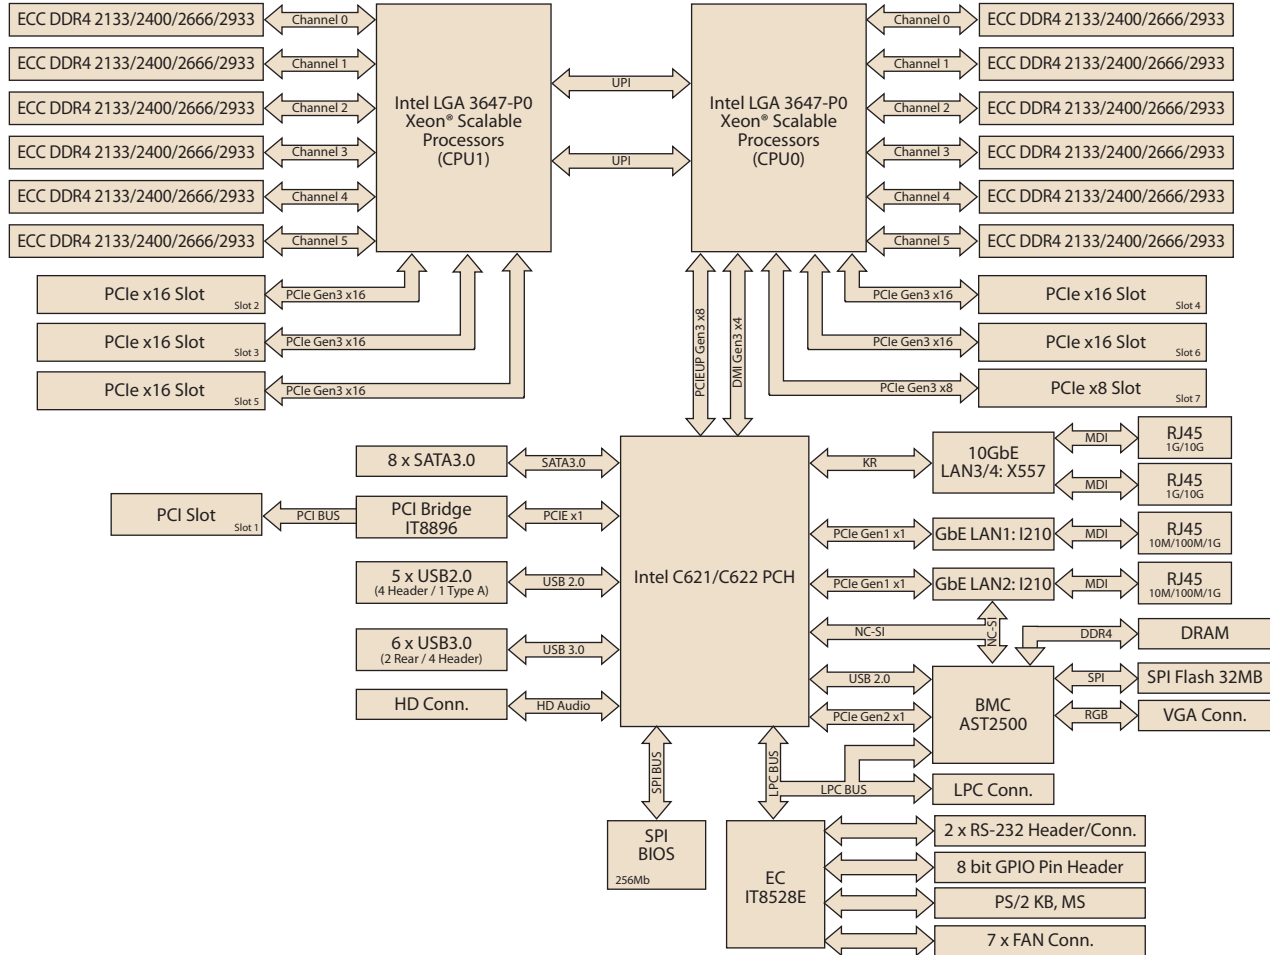 ECC DDR4 2133/2400/2666/2933
Channel 0
ECC DDR4 2133/2400/2666/2933
Channel 1
ECC DDR4 2133/2400/2666/2933
Channel 2
ECC DDR4 2133/2400/2666/2933
Channel 3
ECC DDR4 2133/2400/2666/2933
Channel 4
ECC DDR4 2133/2400/2666/2933
Channel 5
Intel LGA 3647-P0
Xeon® Scalable
Processors
(CPU1)
UPI
UPI
Intel LGA 3647-P0
Xeon® Scalable
Processors
(CPU0)
Channel 0
ECC DDR4 2133/2400/2666/2933
Channel 1
ECC DDR4 2133/2400/2666/2933
Channel 2
ECC DDR4 2133/2400/2666/2933
Channel 3
ECC DDR4 2133/2400/2666/2933
Channel 4
ECC DDR4 2133/2400/2666/2933
Channel 5
ECC DDR4 2133/2400/2666/2933
PCIe x16 Slot
Slot 2
PCIe Gen3 x16
PCIe x16 Slot
Slot 3
PCIe Gen3 x16
PCIe x16 Slot
Slot 5
PCIe Gen3 x16
PCIEUP Gen3 x8
DMI Gen3 x4
PCIe Gen3 x16
PCIe x16 Slot
Slot 4
PCIe Gen3 x16
PCIe x16 Slot
Slot 6
PCIe Gen3 x8
PCIe x8 Slot
Slot 7
8 x SATA3.0
SATA3.0
PCI Slot
Slot 1
PCI BUS
PCI Bridge
IT8896
PCIE x1
5 x USB2.0
(4 Header / 1 Type A)
USB 2.0
6 x USB3.0
(2 Rear / 4 Header)
USB 3.0
HD Conn.
HD Audio
Intel C621/C622 PCH
KR
10GbE
LAN3/4: X557
MDI
RJ45
1G/10G
MDI
RJ45
1G/10G
PCIe Gen1 x1
GbE LAN1: I210
MDI
RJ45
10M/100M/1G
PCIe Gen1 x1
GbE LAN2: I210
MDI
RJ45
10M/100M/1G
NC-SI
NC-SI
DDR4
DRAM
USB 2.0
PCIe Gen2 x1
BMC
AST2500
SPI
SPI Flash 32MB
RGB
VGA Conn.
SPI BUS
LPC BUS
LPC BUS
LPC Conn.
SPI
BIOS
256Mb
EC
IT8528E
2 x RS-232 Header/Conn.
8 bit GPIO Pin Header
PS/2 KB, MS
7 x FAN Conn.